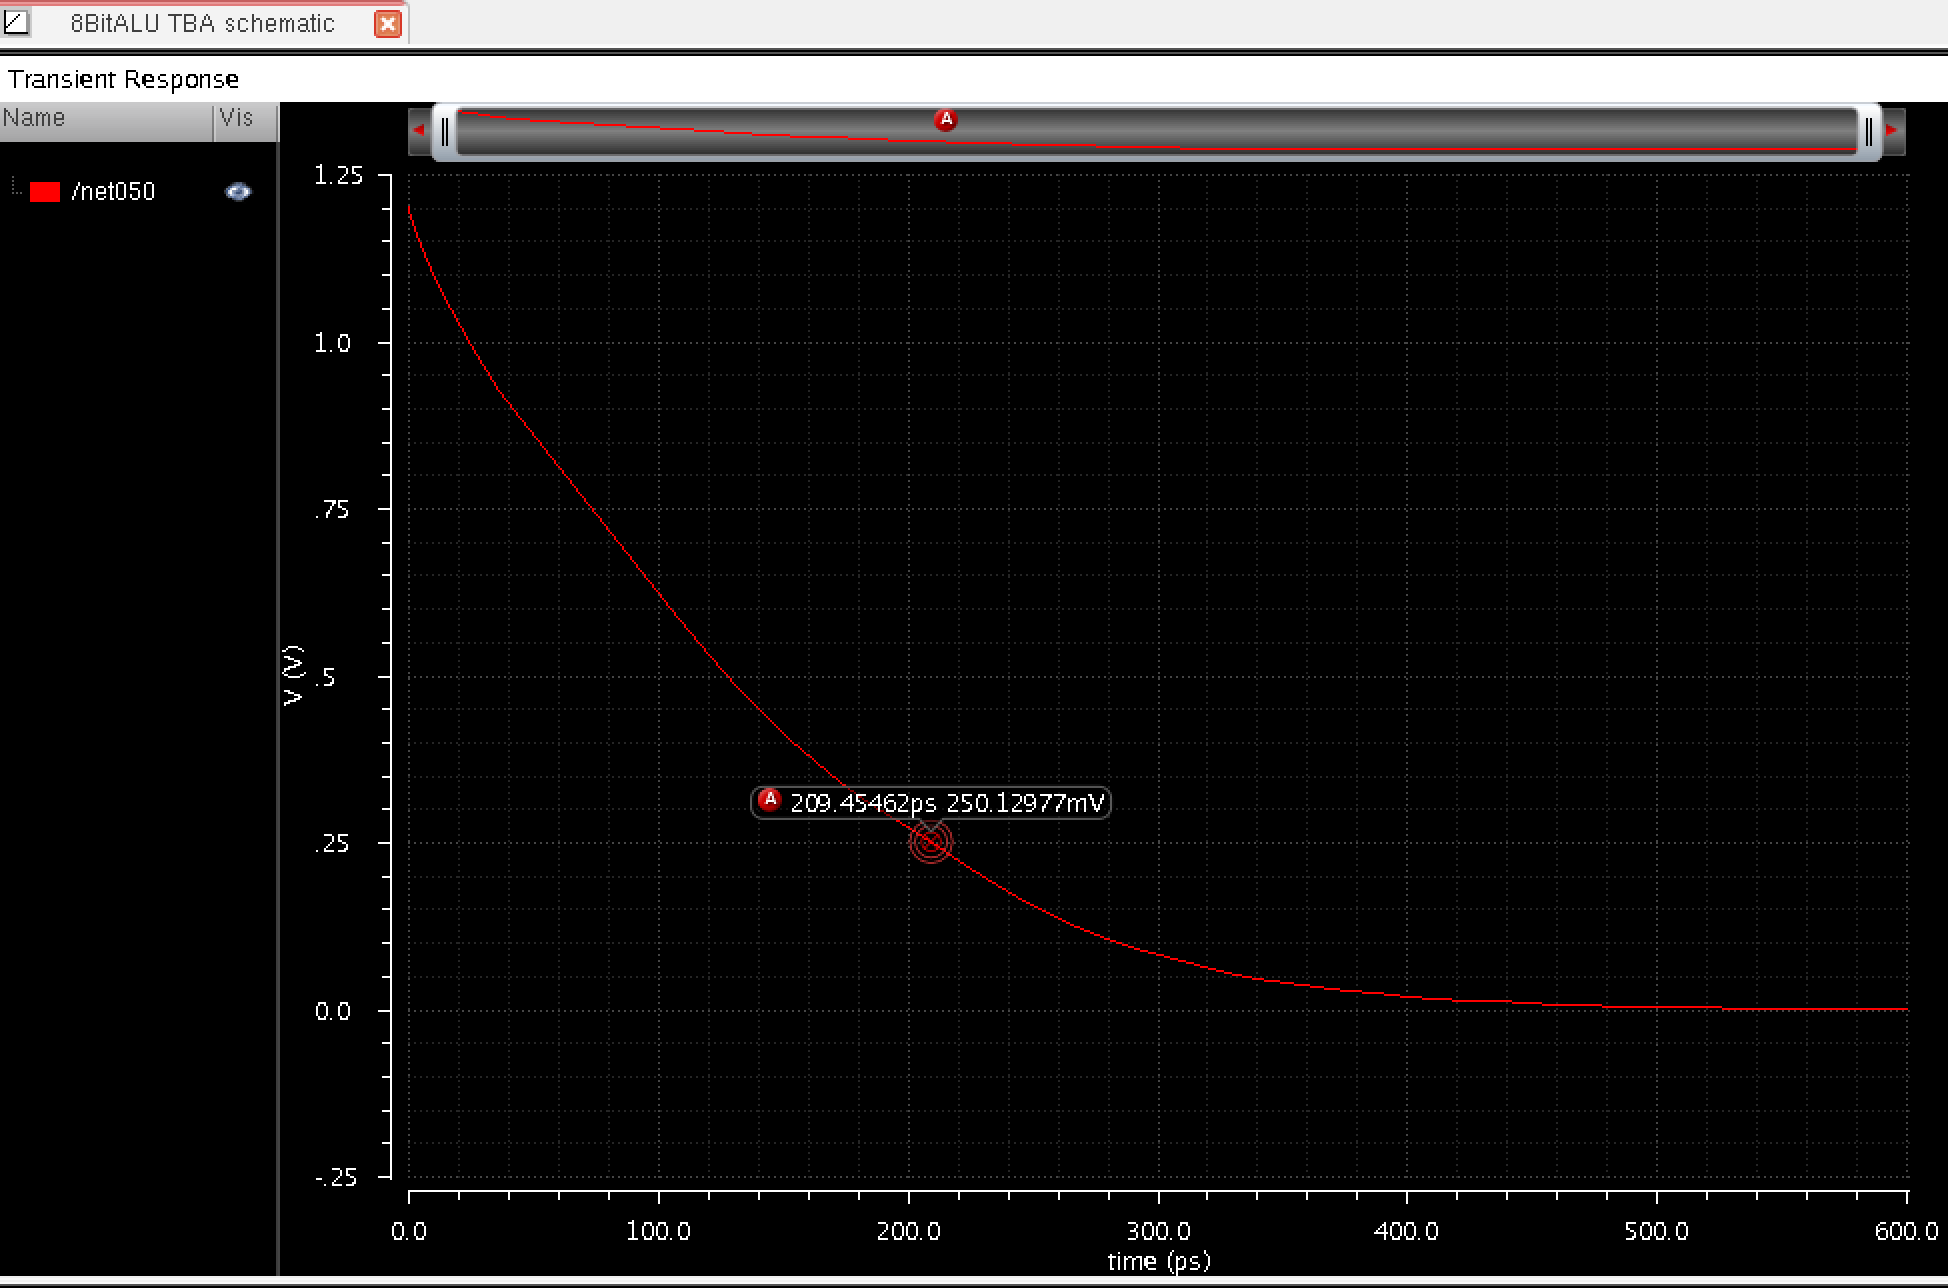 8BitALU TBA schematic
Transient Response
Name Vis
/net050
A
1.25
1.0
.75
.5
.25
0.0
-.25
V (V)
A 209.45462ps 250.12977mV
0.0 100.0 200.0 300.0 400.0 500.0 600.0
time (ps)